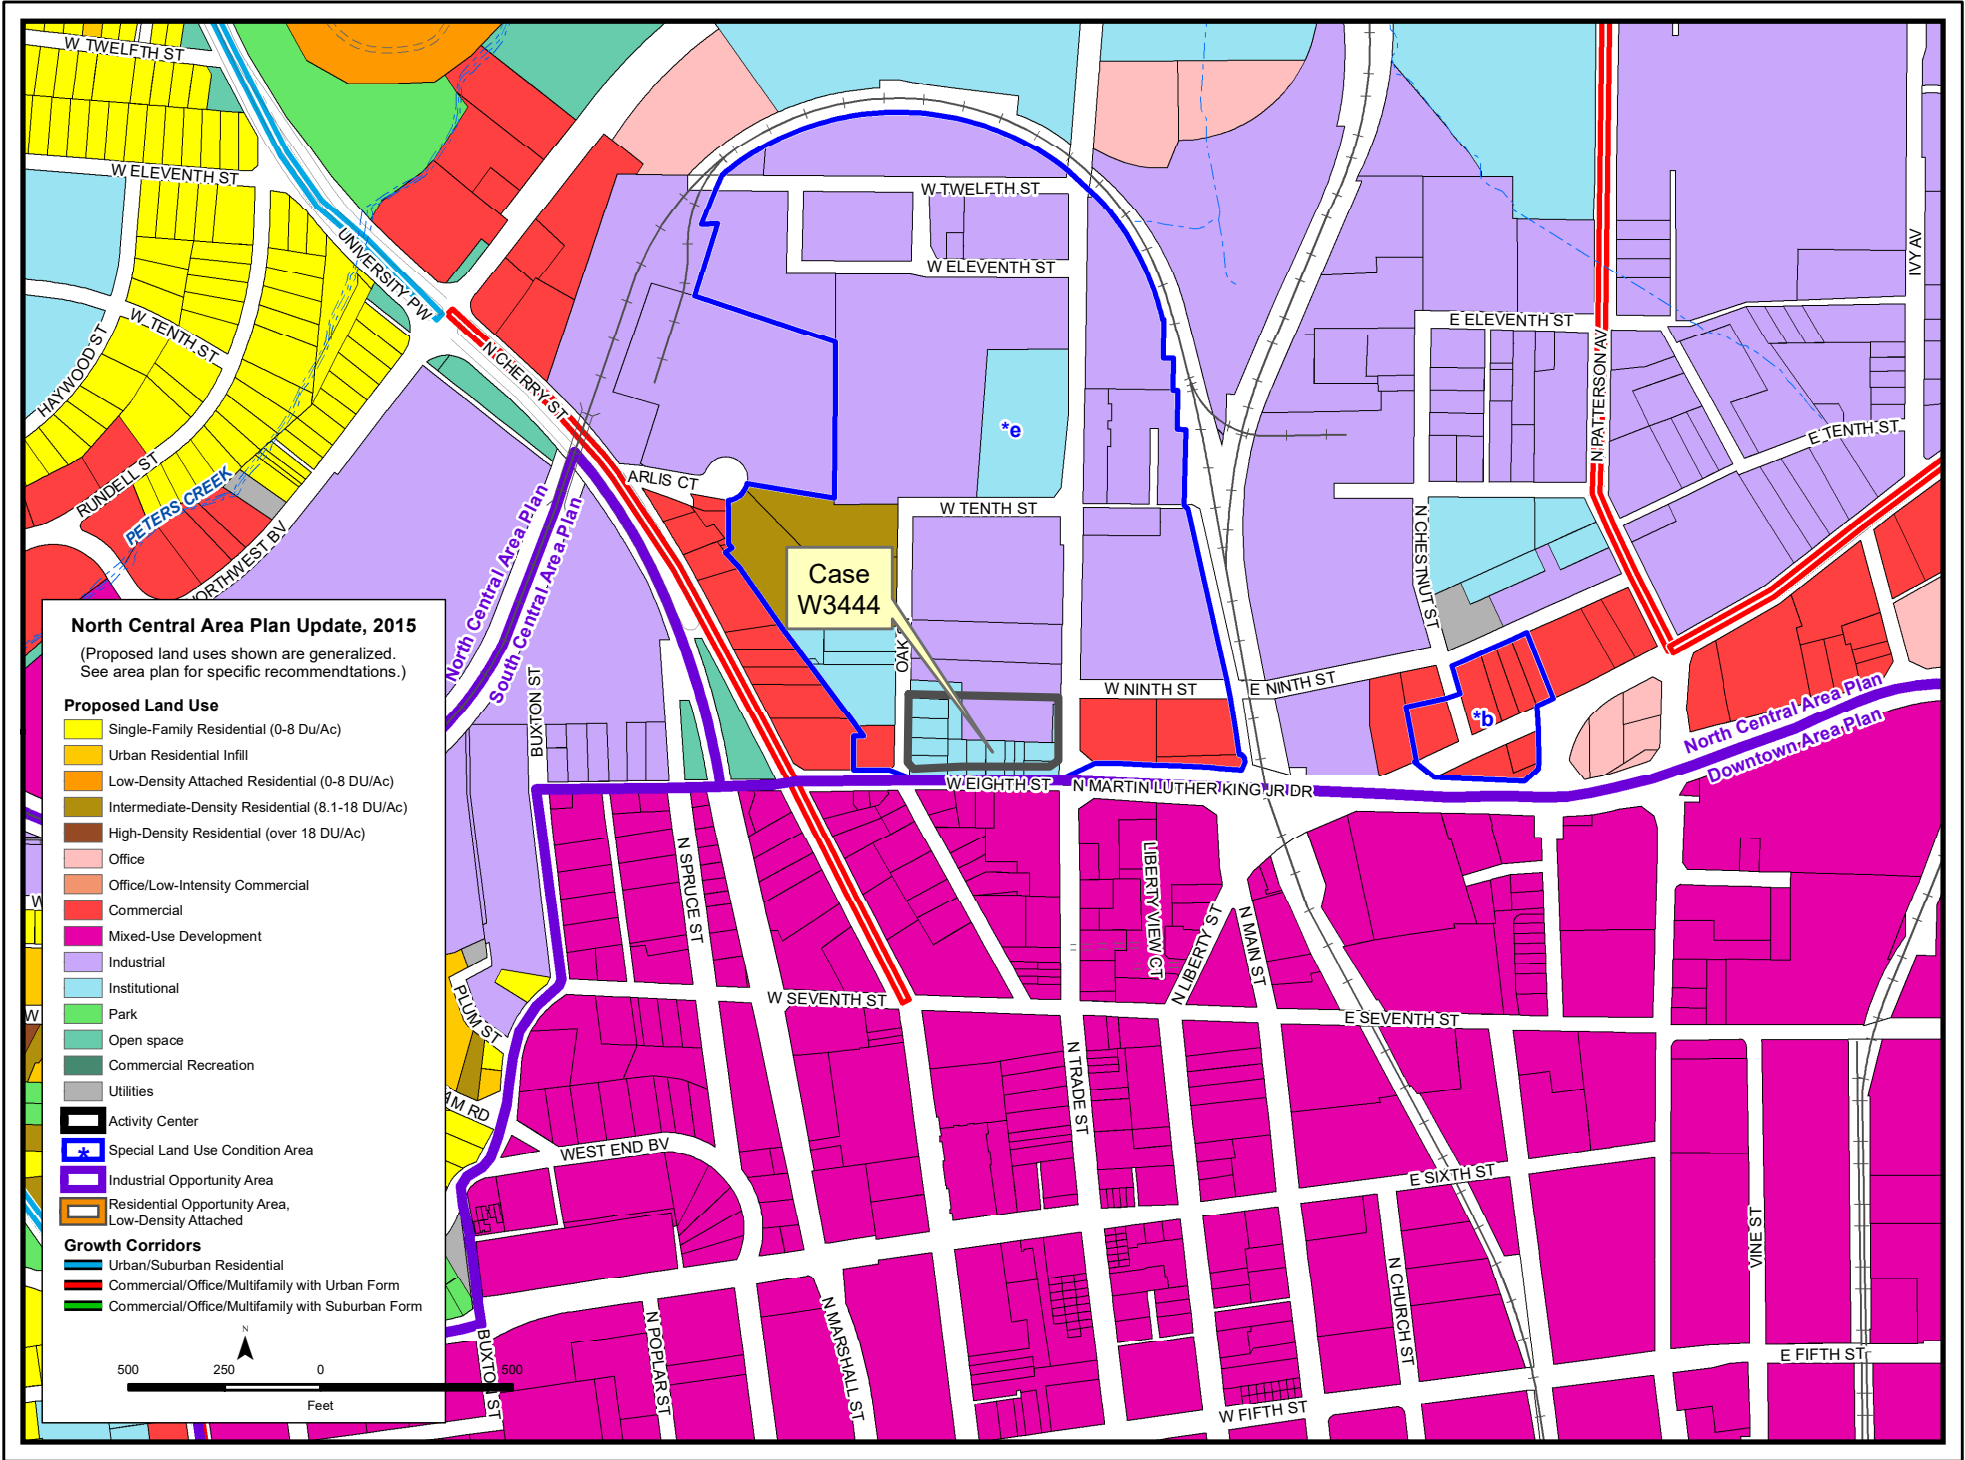 W TWELFTH ST
W ELEVENTH ST
UNIVERSITY PW
W TENTH ST
HAYWOOD ST
RUNDELL ST
PETERS CREEK
N CHERRY ST
W TWELFTH ST
W ELEVENTH ST
E ELEVENTH ST
N PATTERSON AV
IVY AV
E TENTH ST
*e
ARLIS CT
W TENTH ST
N CHESTNUT ST
North Central Area Plan
South Central Area Plan
Case
W3444
W NINTH ST
E NINTH ST
*b
North Central Area Plan
Downtown Area Plan
BUXTON ST
W EIGHTH ST
N MARTIN LUTHER KING JR DR
N SPRUCE ST
LIBERTY VIEW CT
N LIBERTY ST
N MAIN ST
W SEVENTH ST
E SEVENTH ST
PLUM ST
N TRADE ST
WEST END BV
E SIXTH ST
VINE ST
N CHURCH ST
N MARSHALL ST
N POPLAR ST
BUXTON ST
E FIFTH ST
W FIFTH ST
North Central Area Plan Update, 2015
(Proposed land uses shown are generalized.
See area plan for specific recommendtations.)
Proposed Land Use
Single-Family Residential (0-8 Du/Ac)
Urban Residential Infill
Low-Density Attached Residential (0-8 DU/Ac)
Intermediate-Density Residential (8.1-18 DU/Ac)
High-Density Residential (over 18 DU/Ac)
Office
Office/Low-Intensity Commercial
Commercial
Mixed-Use Development
Industrial
Institutional
Park
Open space
Commercial Recreation
Utilities
Activity Center
* Special Land Use Condition Area
Industrial Opportunity Area
Residential Opportunity Area,
Low-Density Attached
Growth Corridors
Urban/Suburban Residential
Commercial/Office/Multifamily with Urban Form
Commercial/Office/Multifamily with Suburban Form
N
500 250 0 500
Feet